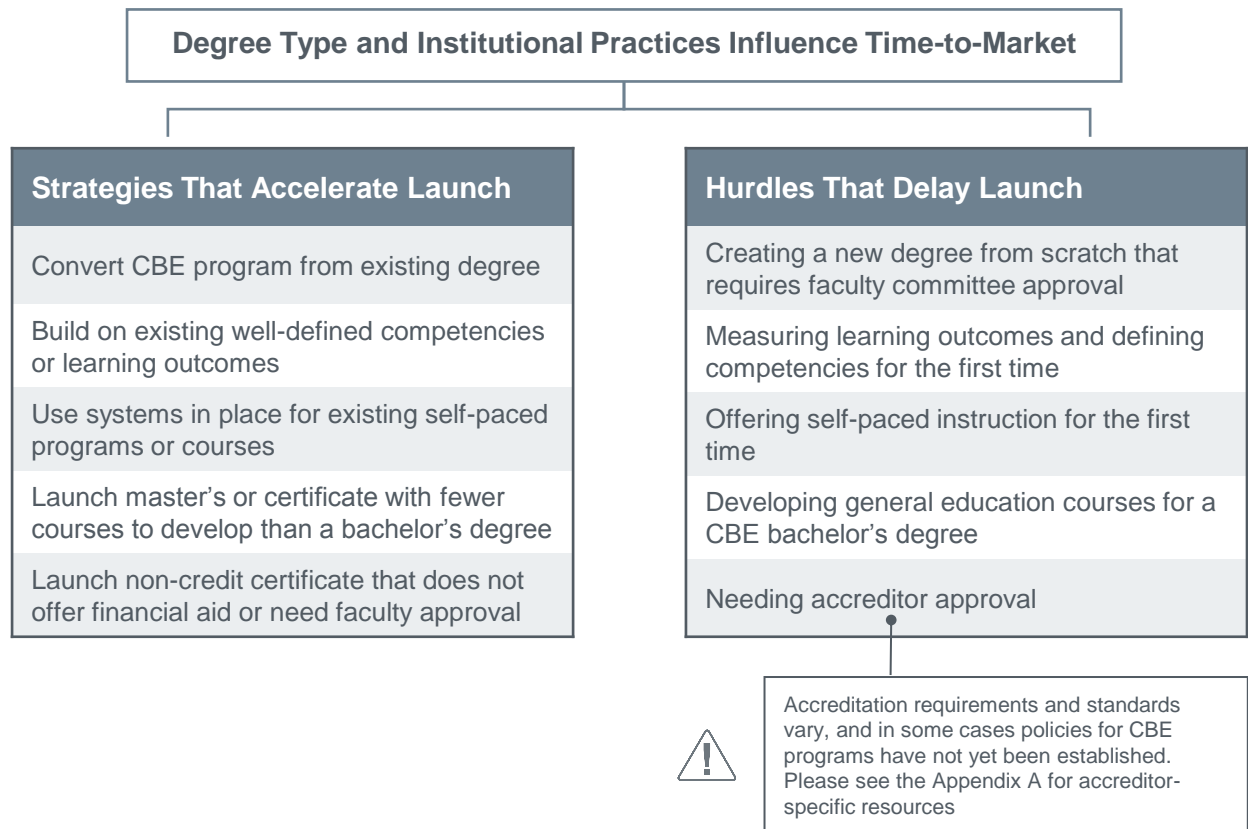 Degree Type and Institutional Practices Influence Time-to-Market
Strategies That Accelerate Launch
Convert CBE program from existing degree
Build on existing well-defined competencies
or learning outcomes
Use systems in place for existing self-paced
programs or courses
Launch master's or certificate with fewer
courses to develop than a bachelor's degree
Launch non-credit certificate that does not
offer financial aid or need faculty approval
Hurdles That Delay Launch
Creating a new degree from scratch that
requires faculty committee approval
Measuring learning outcomes and defining
competencies for the first time
Offering self-paced instruction for the first
time
Developing general education courses for a
CBE bachelor's degree
Needing accreditor approval
Accreditation requirements and standards
vary, and in some cases policies for CBE
programs have not yet been established.
Please see the Appendix A for accreditor-
specific resources